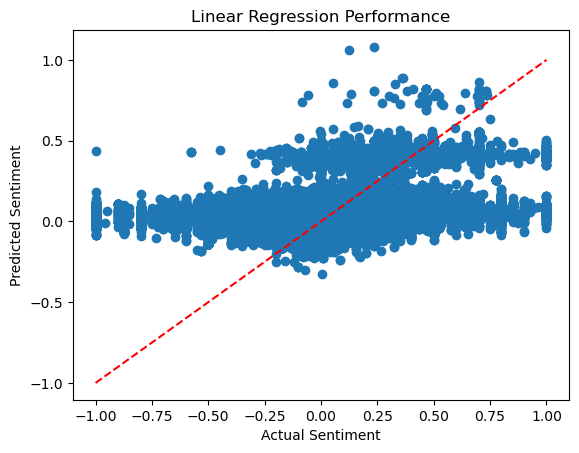 Linear Regression Performance
Predicted Sentiment
1.0
0.5
0.0
−0.5
−1.0
−1.00 −0.75 −0.50 −0.25 0.00 0.25 0.50 0.75 1.00
Actual Sentiment